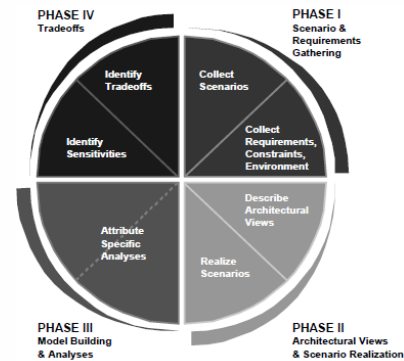 PHASE IV
Tradeoffs
PHASE I
Scenario &
Requirements
Gathering
Identify
Tradeoffs
Collect
Scenarios
Identify
Sensitivities
Collect
Requirements,
Constraints,
Environment
Attribute
Specific
Analyses
Describe
Architectural
Views
Realize
Scenarios
PHASE III
Model Building
& Analyses
PHASE II
Architectural Views
& Scenario Realization